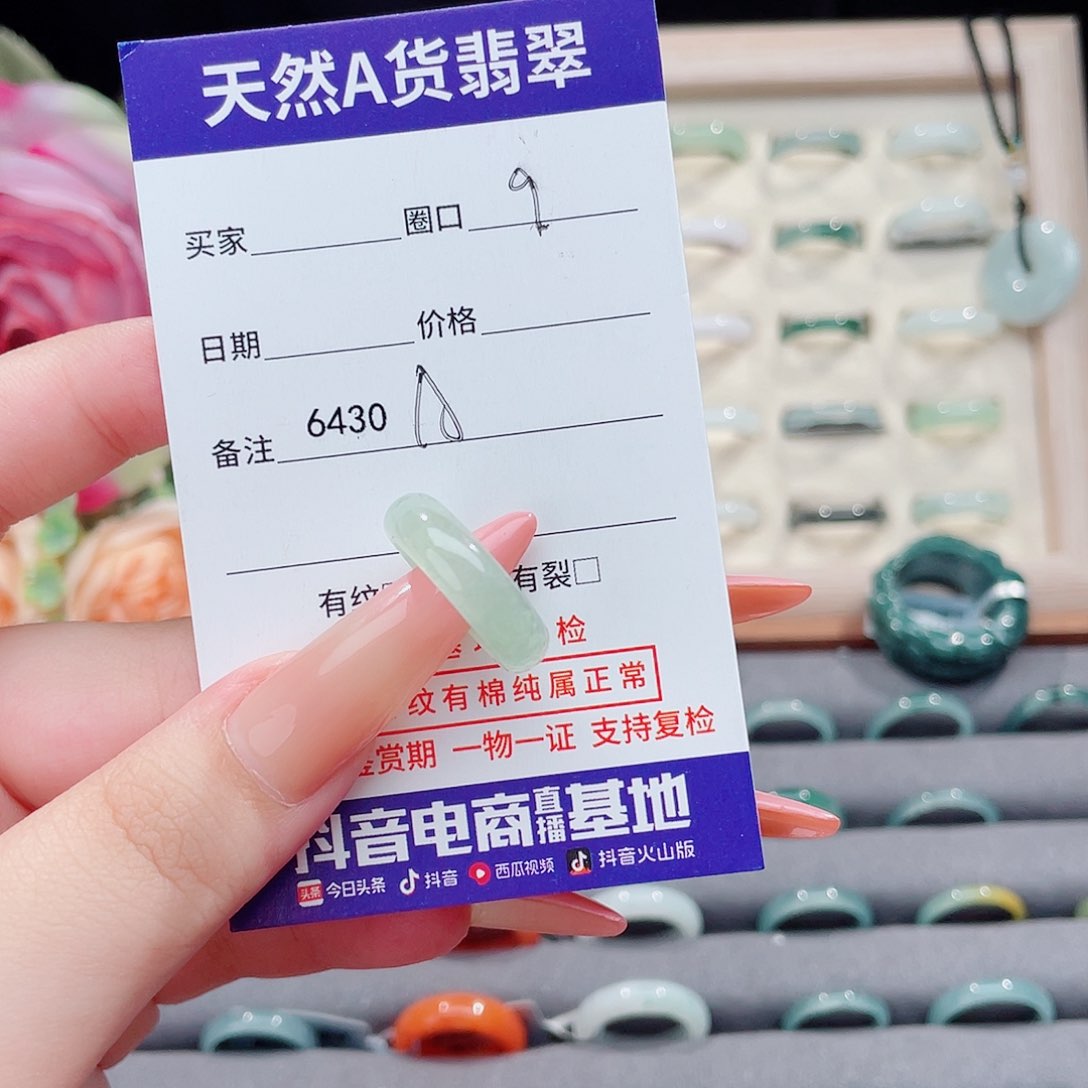 天然A货翡翠
买家 圈口 9
日期 价格
备注 6430 A
有纹 有裂□
检
纹有棉纯属正常
鉴赏期 一物一证 支持复检
抖音电商直播基地
头条 今日头条 抖音 西瓜视频 抖音火山版